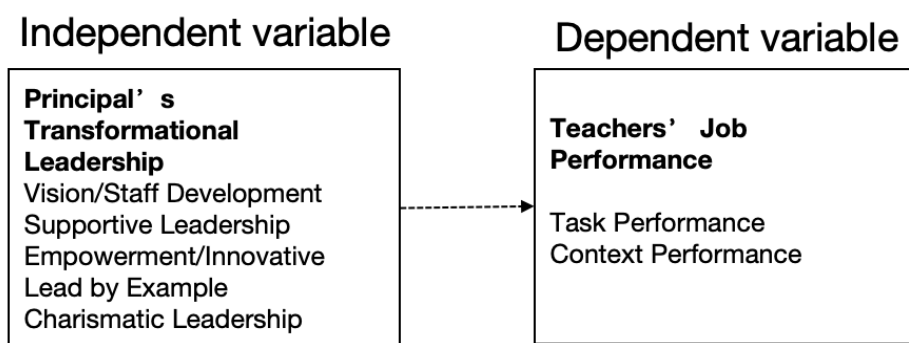 Independent variable
Principal’s
Transformational
Leadership
Vision/Staff Development
Supportive Leadership
Empowerment/Innovative
Lead by Example
Charismatic Leadership
Dependent variable
Teachers’ Job
Performance
Task Performance
Context Performance